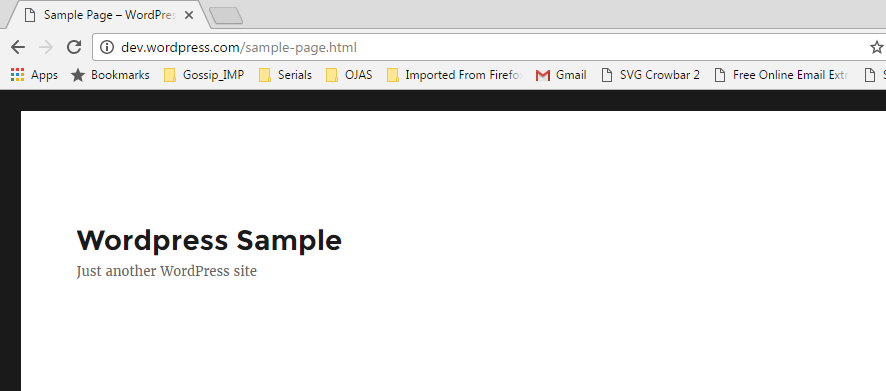 Sample Page – WordPres
dev.wordpress.com/sample-page.html
Apps Bookmarks Gossip_IMP Serials OJAS Imported From Firefo Gmail SVG Crowbar 2 Free Online Email Extr S
Wordpress Sample
Just another WordPress site